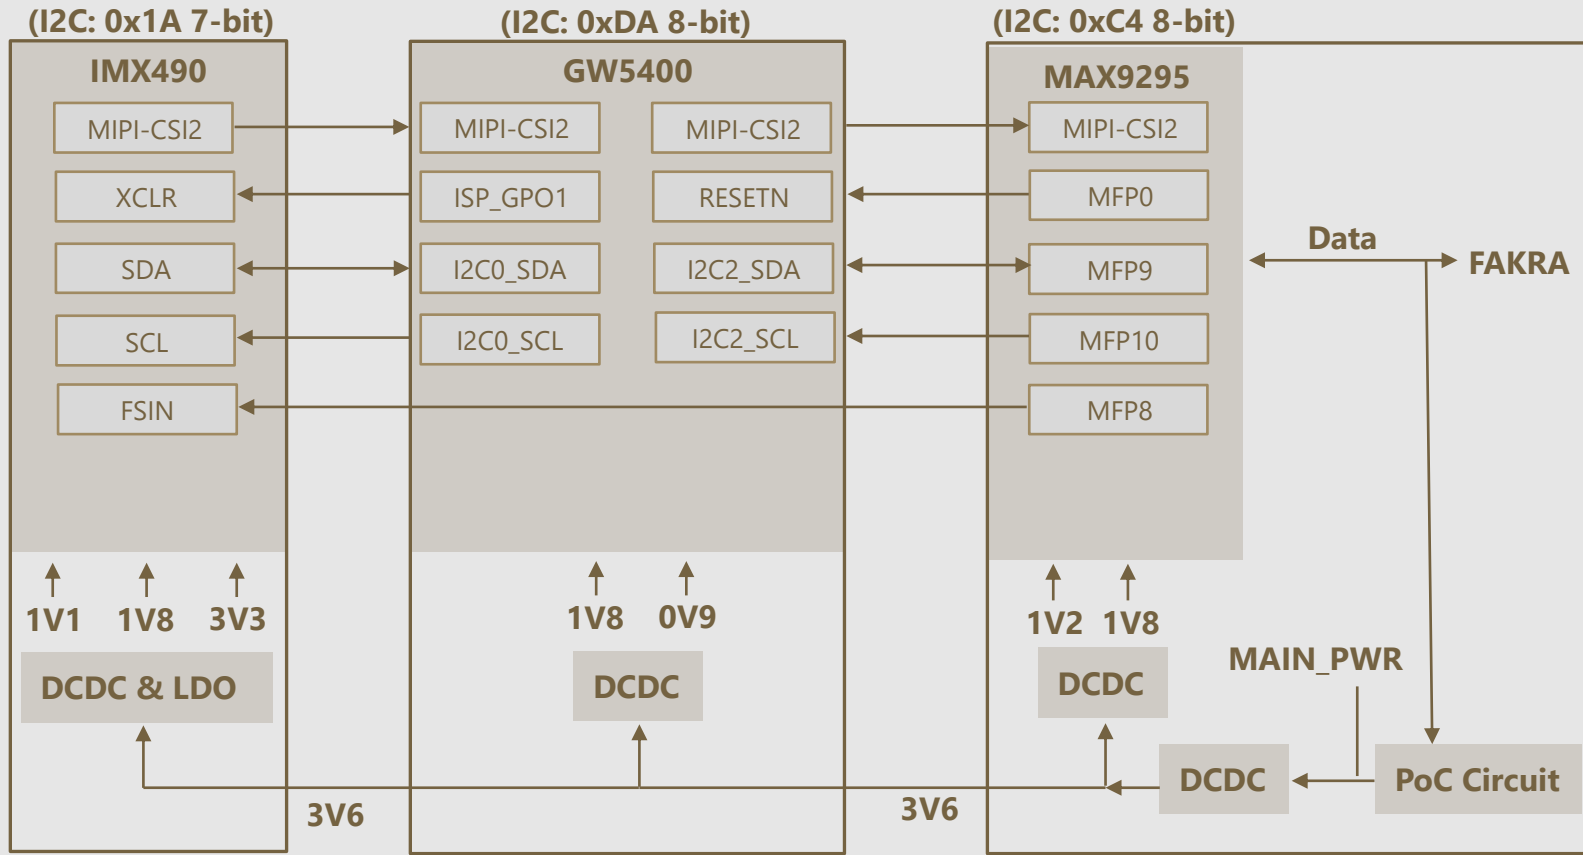 (I2C: 0x1A 7-bit)
(I2C: 0xDA 8-bit)
(I2C: 0xC4 8-bit)
IMX490
MIPI-CSI2
XCLR
SDA
SCL
FSIN
1V1
1V8
3V3
DCDC & LDO
GW5400
MIPI-CSI2
MIPI-CSI2
ISP_GPO1
RESETN
I2C0_SDA
I2C2_SDA
I2C0_SCL
I2C2_SCL
1V8
0V9
DCDC
MAX9295
MIPI-CSI2
MFP0
MFP9
MFP10
MFP8
Data
FAKRA
1V2
1V8
DCDC
MAIN_PWR
DCDC
PoC Circuit
3V6
3V6